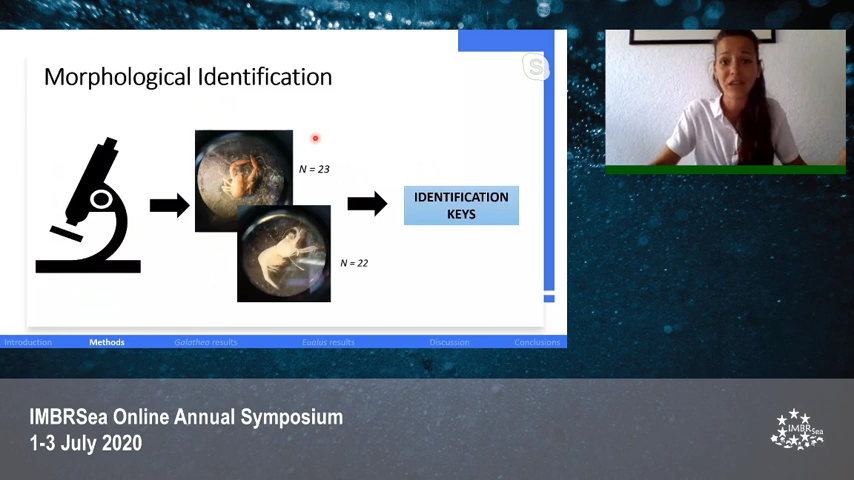 Morphological Identification
N = 23
IDENTIFICATION
KEYS
N = 22
Introduction
Methods
Galathea results
Eualus results
Discussion
Conclusions
IMBRSea Online Annual Symposium
1-3 July 2020
IMBRSea